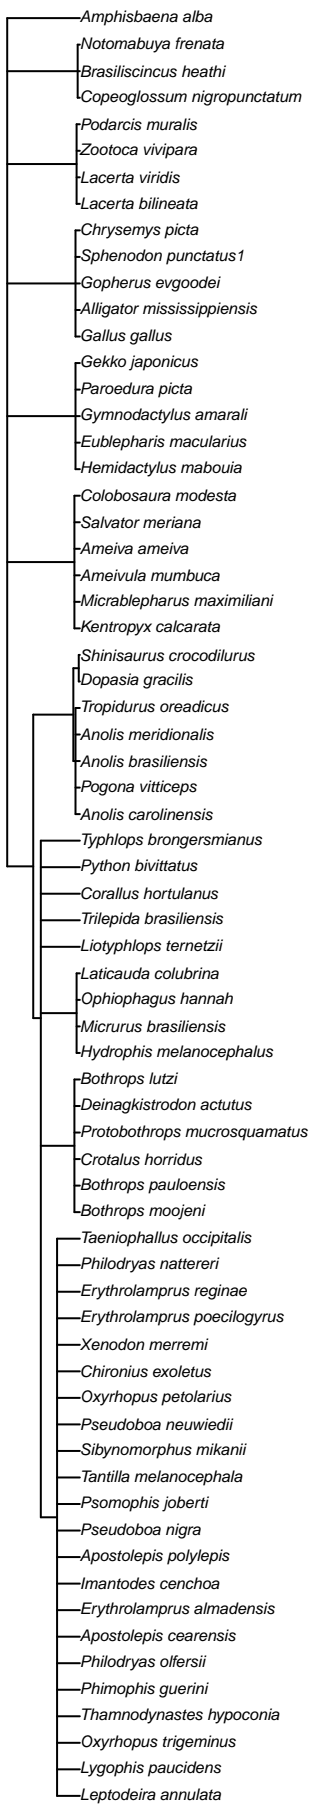 Amphisbaena alba
Notomabuya frenata
Brasiliscincus heathi
Copeoglossum nigropunctatum
Podarcis muralis
Zootoca vivipara
Lacerta viridis
Lacerta bilineata
Chrysemys picta
Sphenodon punctatus1
Gopherus evgoodei
Alligator mississippiensis
Gallus gallus
Gekko japonicus
Paroedura picta
Gymnodactylus amarali
Eublepharis macularius
Hemidactylus mabouia
Colobosaura modesta
Salvator meriana
Ameiva ameiva
Ameivula mumbuca
Micrablepharus maximiliani
Kentropyx calcarata
Shinisaurus crocodilurus
Dopasia gracilis
Tropidurus oreadicus
Anolis meridionalis
Anolis brasiliensis
Pogona vitticeps
Anolis carolinensis
Typhlops brongersmianus
Python bivittatus
Corallus hortulanus
Trilepida brasiliensis
Liotyphlops ternetzii
Laticauda colubrina
Ophiophagus hannah
Micrurus brasiliensis
Hydrophis melanocephalus
Bothrops lutzi
Deinagkistrodon actutus
Protobothrops mucrosquamatus
Crotalus horridus
Bothrops pauloensis
Bothrops moojeni
Taeniophallus occipitalis
Philodryas nattereri
Erythrolamprus reginae
Erythrolamprus poecilogyrus
Xenodon merremi
Chironius exoletus
Oxyrhopus petolarius
Pseudoboa neuwiedii
Sibynomorphus mikanii
Tantilla melanocephala
Psomophis joberti
Pseudoboa nigra
Apostolepis polylepis
Imantodes cenchoa
Erythrolamprus almadensis
Apostolepis cearensis
Philodryas olfersii
Phimophis guerini
Thamnodynastes hypoconia
Oxyrhopus trigeminus
Lygophis paucidens
Leptodeira annulata